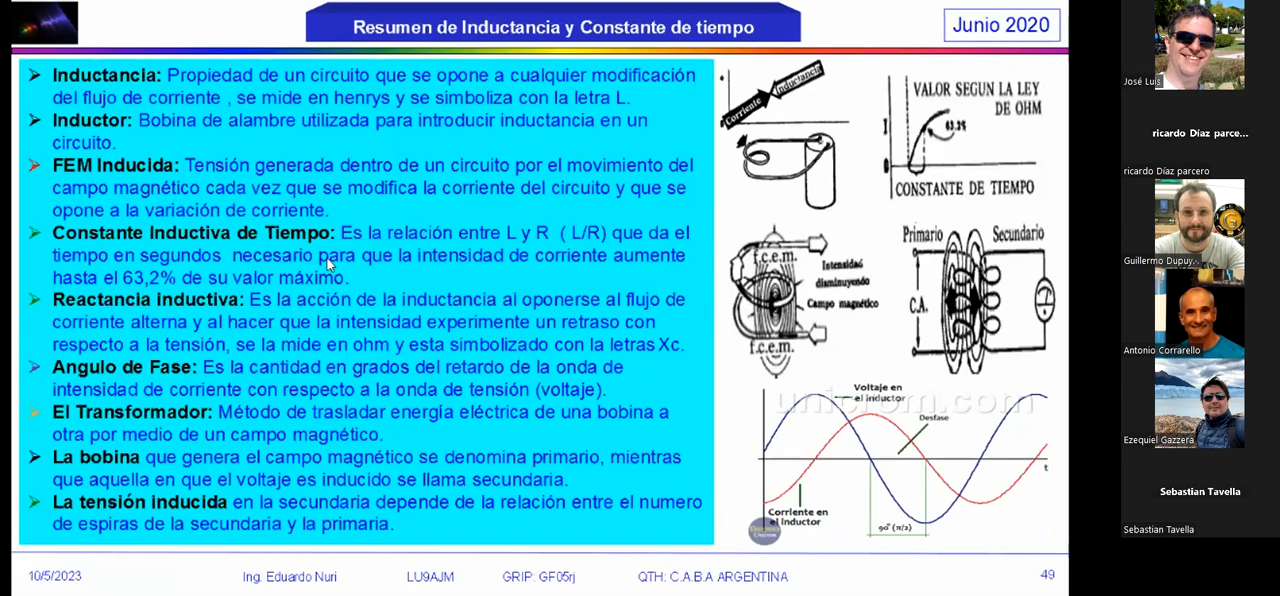 Resumen de Inductancia y Constante de tiempo
Junio 2020
Inductancia: Propiedad de un circuito que se opone a cualquier modificación
del flujo de corriente , se mide en henrys y se simboliza con la letra L.
Inductor: Bobina de alambre utilizada para introducir inductancia en un
circuito.
FEM Inducida: Tensión generada dentro de un circuito por el movimiento del
campo magnético cada vez que se modifica la corriente del circuito y que se
opone a la variación de corriente.
Constante Inductiva de Tiempo: Es la relación entre L y R ( L/R) que da el
tiempo en segundos necesario para que la intensidad de corriente aumente
hasta el 63,2% de su valor máximo.
Reactancia inductiva: Es la acción de la inductancia al oponerse al flujo de
corriente alterna y al hacer que la intensidad experimente un retraso con
respecto a la tensión, se la mide en ohm y esta simbolizado con la letras Xc.
Angulo de Fase: Es la cantidad en grados del retardo de la onda de
intensidad de corriente con respecto a la onda de tensión (voltaje).
El Transformador: Método de trasladar energía eléctrica de una bobina a
otra por medio de un campo magnético.
La bobina que genera el campo magnético se denomina primario, mientras
que aquella en que el voltaje es inducido se llama secundaria.
La tensión inducida en la secundaria depende de la relación entre el numero
de espiras de la secundaria y la primaria.
Corriente
Inductancia
VALOR SEGUN LA LEY
DE OHM
I
63.2%
0
CONSTANTE DE TIEMPO
f.c.e.m.
Intensidad
disminuyendo
Campo magnético
f.c.e.m.
Primario
Secundario
C.A.
unicrom.com
Voltaje en
el inductor
Desfase
t
Corriente en
el inductor
90° (π/2)
10/5/2023
Ing. Eduardo Nuri
LU9AJM
GRIP: GF05rj
QTH: C.A.B.A ARGENTINA
49
José Luis
ricardo Díaz parce...
ricardo Díaz parcero
Guillermo Dupuy...
Antonio Corrarello
Ezequiel Gazzera
Sebastian Tavella
Sebastian Tavella